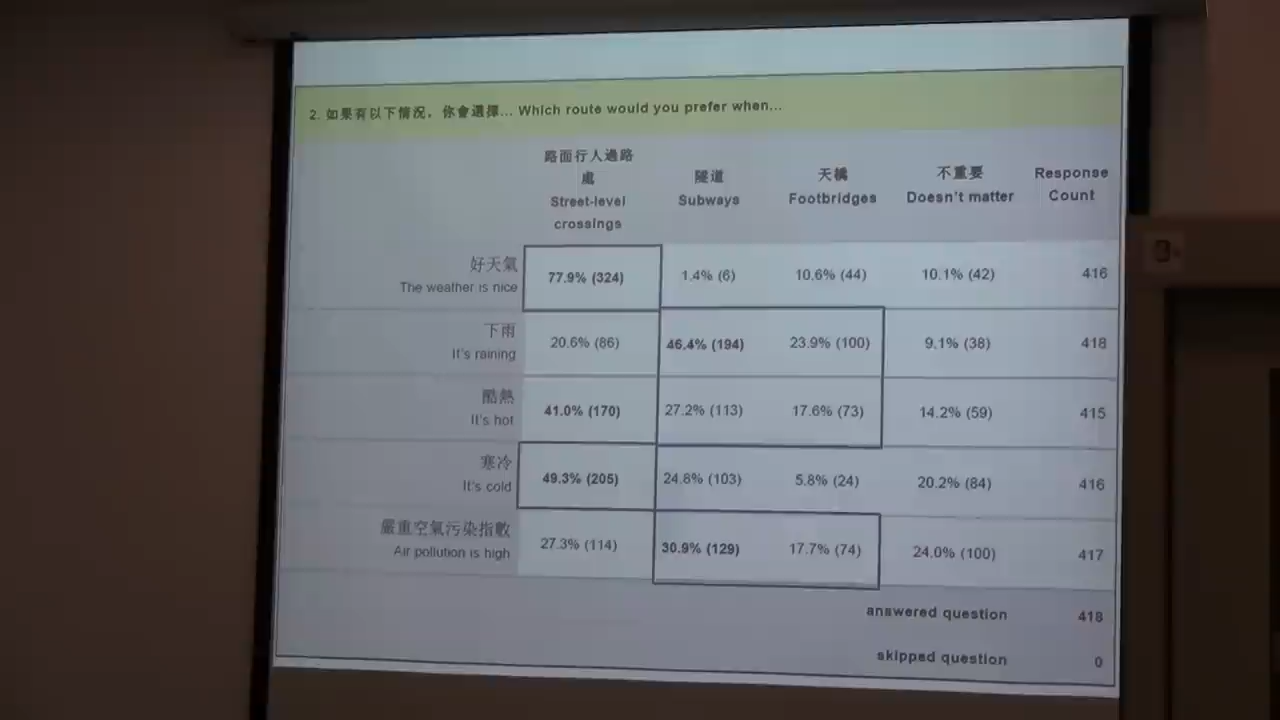 2. 如果有以下情況，你會選擇... Which route would you prefer when...
路面行人過路
處
Street-level
crossings
隧道
Subways
天橋
Footbridges
不重要
Doesn't matter
Response
Count
好天氣
The weather is nice
77.9% (324) 1.4% (6) 10.6% (44) 10.1% (42) 416
下雨
It's raining
20.6% (86) 46.4% (194) 23.9% (100) 9.1% (38) 418
酷熱
It's hot
41.0% (170) 27.2% (113) 17.6% (73) 14.2% (59) 415
寒冷
It's cold
49.3% (205) 24.8% (103) 5.8% (24) 20.2% (84) 416
嚴重空氣污染指數
Air pollution is high
27.3% (114) 30.9% (129) 17.7% (74) 24.0% (100) 417
answered question 418
skipped question 0